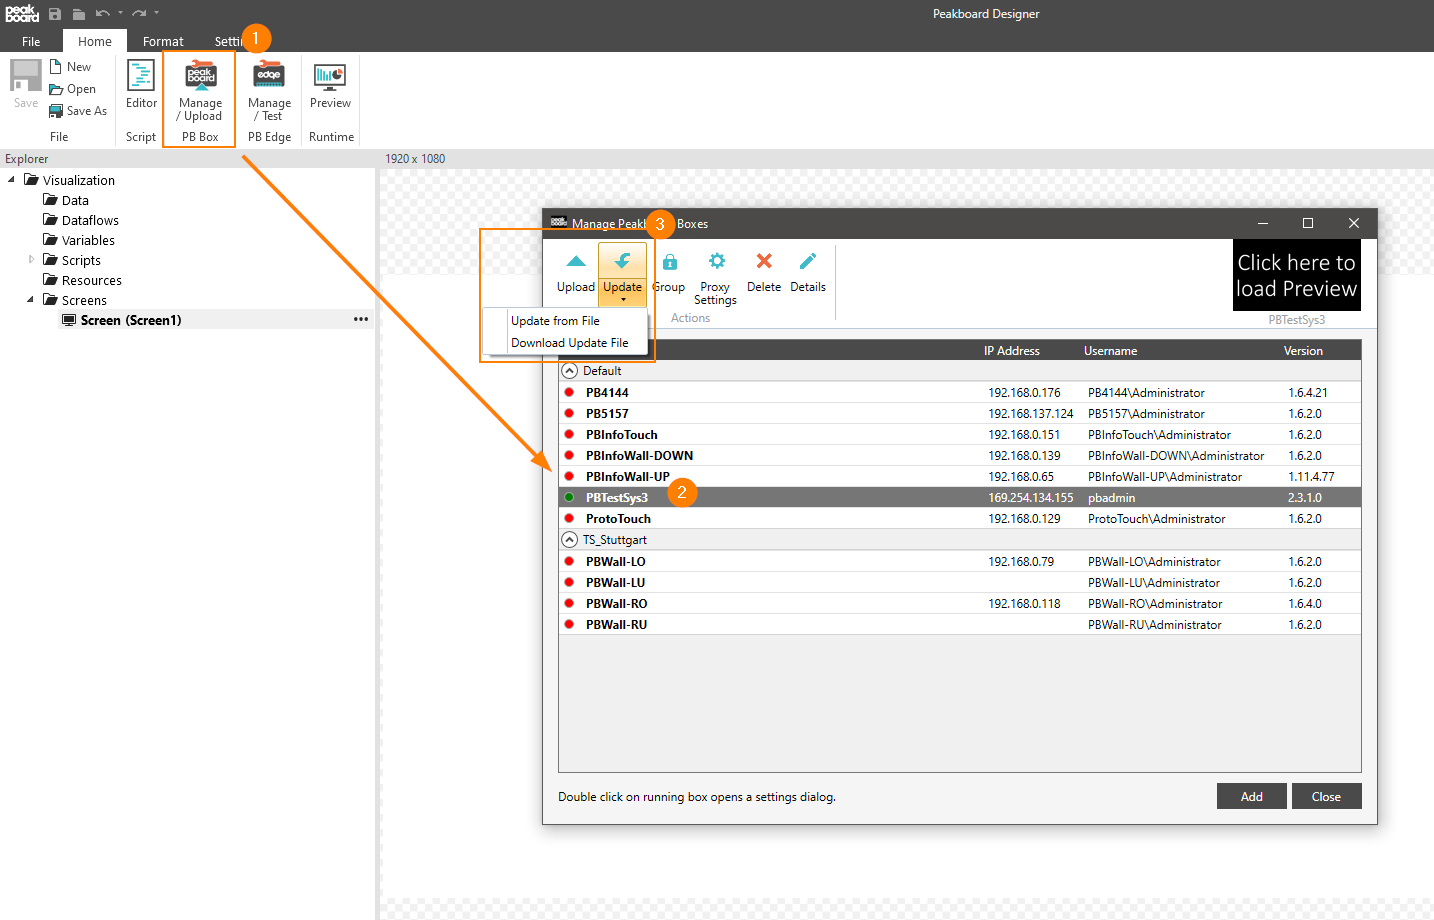 peak
board
Peakboard Designer
File
Home
Format
Setti
1
Save
New
Open
Save As
File
Editor
Script
peak
board
Manage
/ Upload
PB Box
edge
Manage
/ Test
PB Edge
Preview
Runtime
Explorer
1920 x 1080
Visualization
Data
Dataflows
Variables
Scripts
Resources
Screens
Screen (Screen1)
peak
board
Manage Peakb
3
Boxes
Upload
Update
Group
Proxy
Settings
Delete
Details
Actions
Click here to
load Preview
PBTestSys3
Update from File
Download Update File
IP Address Username Version
Default
PB4144 192.168.0.176 PB4144\Administrator 1.6.4.21
PB5157 192.168.137.124 PB5157\Administrator 1.6.2.0
PBInfoTouch 192.168.0.151 PBInfoTouch\Administrator 1.6.2.0
PBInfoWall-DOWN 192.168.0.139 PBInfoWall-DOWN\Administrator 1.6.2.0
PBInfoWall-UP 192.168.0.65 PBInfoWall-UP\Administrator 1.11.4.77
PBTestSys3 2 169.254.134.155 pbadmin 2.3.1.0
ProtoTouch 192.168.0.129 ProtoTouch\Administrator 1.6.2.0
TS_Stuttgart
PBWall-LO 192.168.0.79 PBWall-LO\Administrator 1.6.2.0
PBWall-LU PBWall-LU\Administrator 1.6.2.0
PBWall-RO 192.168.0.118 PBWall-RO\Administrator 1.6.4.0
PBWall-RU PBWall-RU\Administrator 1.6.2.0
Double click on running box opens a settings dialog.
Add
Close